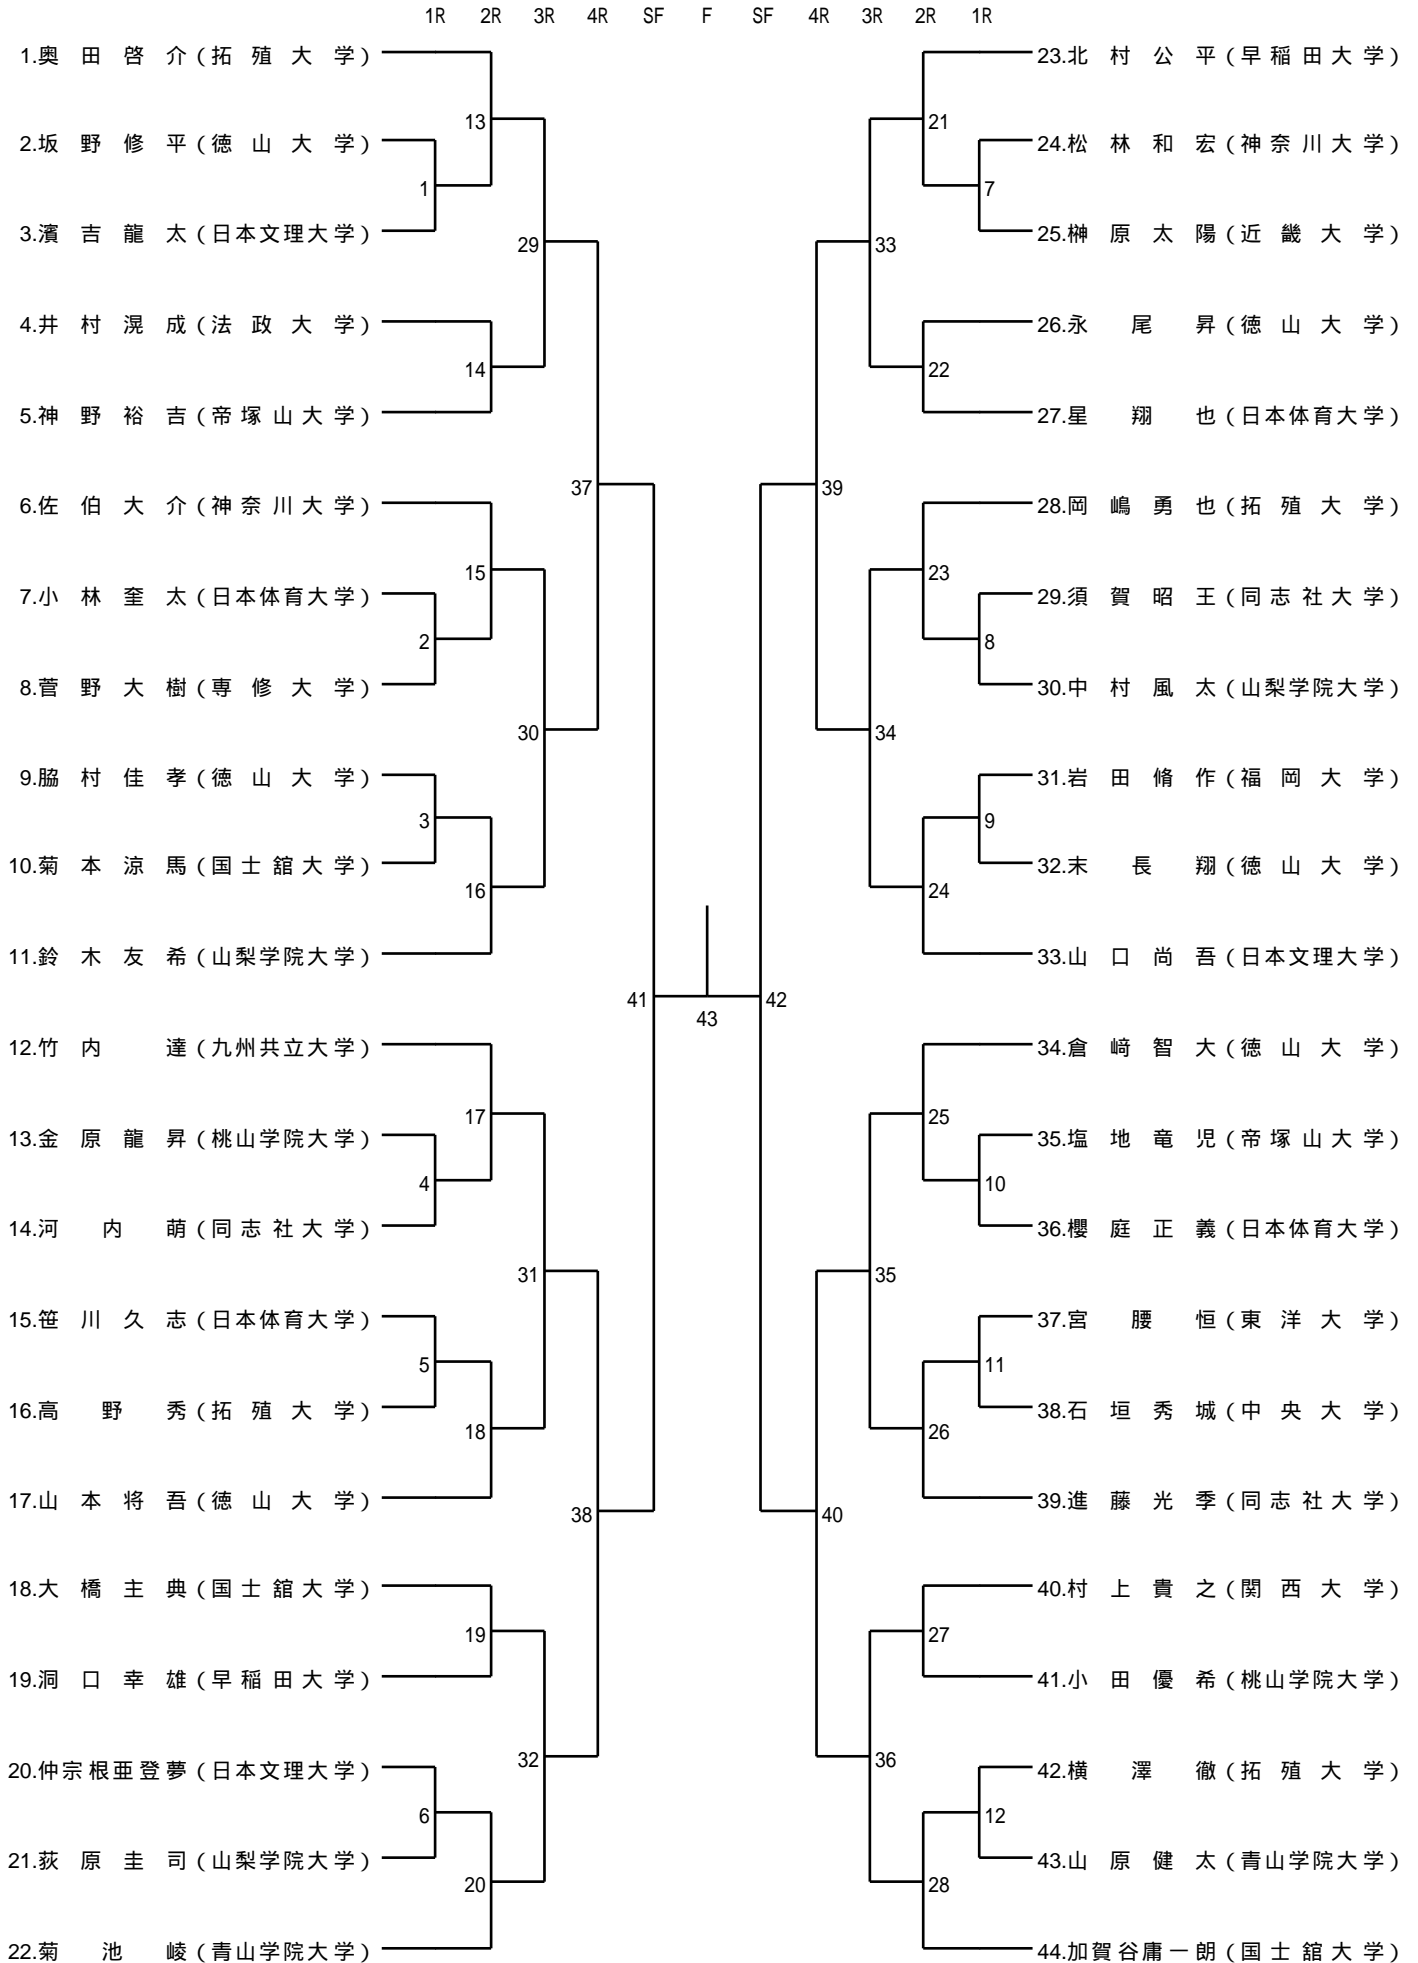 1R 2R 3R 4R SF F SF 4R 3R 2R 1R
1.奥田啓介(拓殖大学)
2.坂野修平(徳山大学)
3.濱吉龍太(日本文理大学)
4.井村滉成(法政大学)
5.神野裕吉(帝塚山大学)
6.佐伯大介(神奈川大学)
7.小林奎太(日本体育大学)
8.菅野大樹(専修大学)
9.脇村佳孝(徳山大学)
10.菊本涼馬(国士舘大学)
11.鈴木友希(山梨学院大学)
12.竹内達(九州共立大学)
13.金原龍昇(桃山学院大学)
14.河内萌(同志社大学)
15.笹川久志(日本体育大学)
16.高野秀(拓殖大学)
17.山本将吾(徳山大学)
18.大橋主典(国士舘大学)
19.洞口幸雄(早稲田大学)
20.仲宗根亜登夢(日本文理大学)
21.荻原圭司(山梨学院大学)
22.菊池崚(青山学院大学)
1
2
3
4
5
6
13
14
15
16
17
18
19
20
29
30
31
32
37
38
41
43
42
39
40
33
34
35
36
21
22
23
24
25
26
27
28
7
8
9
10
11
12
23.北村公平(早稲田大学)
24.松林和宏(神奈川大学)
25.榊原太陽(近畿大学)
26.永尾昇(徳山大学)
27.星翔也(日本体育大学)
28.岡嶋勇也(拓殖大学)
29.須賀昭王(同志社大学)
30.中村風太(山梨学院大学)
31.岩田脩作(福岡大学)
32.末長翔(徳山大学)
33.山口尚吾(日本文理大学)
34.倉﨑智大(徳山大学)
35.塩地竜児(帝塚山大学)
36.櫻庭正義(日本体育大学)
37.宮腰恒(東洋大学)
38.石垣秀城(中央大学)
39.進藤光季(同志社大学)
40.村上貴之(関西大学)
41.小田優希(桃山学院大学)
42.横澤徹(拓殖大学)
43.山原健太(青山学院大学)
44.加賀谷庸一朗(国士舘大学)